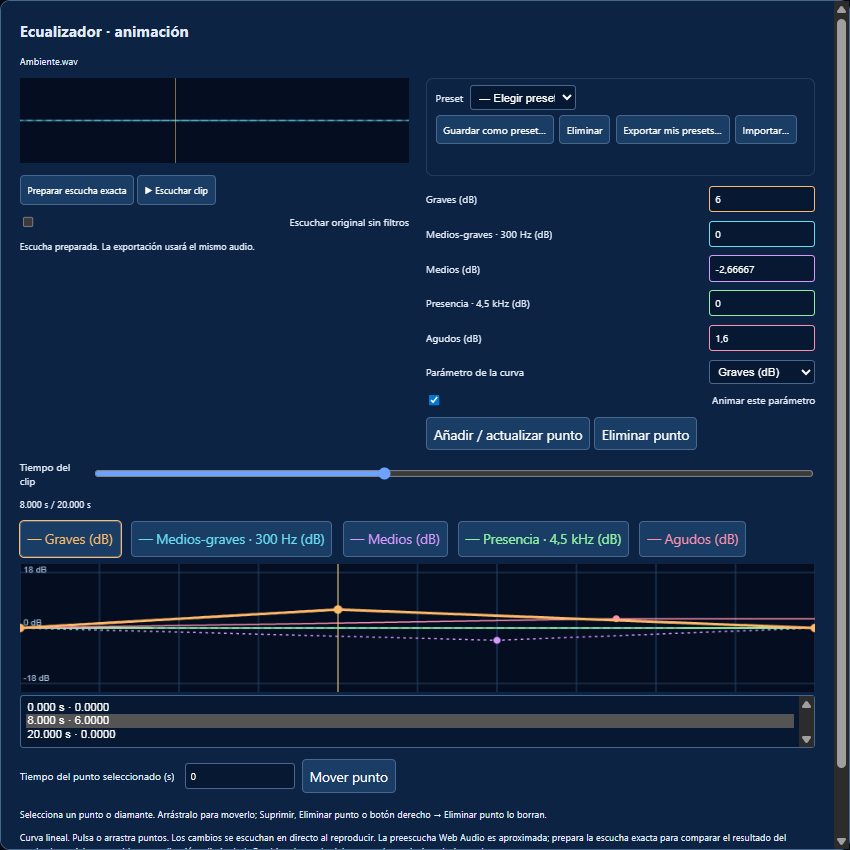 Ecualizador · animación
Ambiente.wav
Preset
— Elegir preset
Guardar como preset...
Eliminar
Exportar mis presets...
Importar...
Preparar escucha exacta
▶ Escuchar clip
Escuchar original sin filtros
Escucha preparada. La exportación usará el mismo audio.
Graves (dB)
6
Medios-graves · 300 Hz (dB)
0
Medios (dB)
-2,66667
Presencia · 4,5 kHz (dB)
0
Agudos (dB)
1,6
Parámetro de la curva
Graves (dB)
Animar este parámetro
Añadir / actualizar punto
Eliminar punto
Tiempo del
clip
8.000 s / 20.000 s
— Graves (dB)
— Medios-graves · 300 Hz (dB)
— Medios (dB)
— Presencia · 4,5 kHz (dB)
— Agudos (dB)
18 dB
0 dB
-18 dB
0.000 s · 0.0000
8.000 s · 6.0000
20.000 s · 0.0000
Tiempo del punto seleccionado (s)
0
Mover punto
Selecciona un punto o diamante. Arrástralo para moverlo; Suprimir, Eliminar punto o botón derecho → Eliminar punto lo borran.
Curva lineal. Pulsa o arrastra puntos. Los cambios se escuchan en directo al reproducir. La preescucha Web Audio es aproximada; prepara la escucha exacta para comparar el resultado del